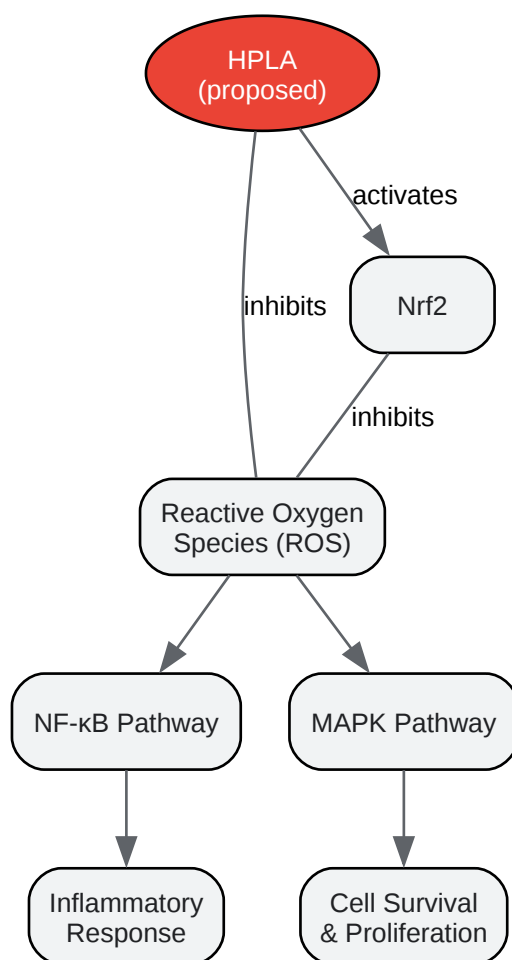 HPLA
(proposed)
activates
inhibits
Nrf2
inhibits
Reactive Oxygen
Species (ROS)
NF-κB Pathway
MAPK Pathway
Inflammatory
Response
Cell Survival
& Proliferation